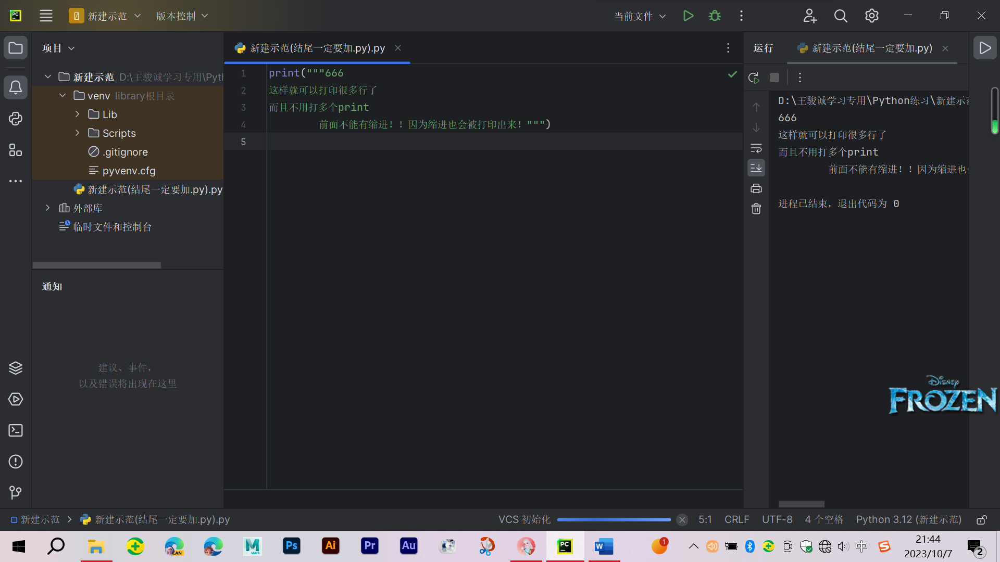 新建示范
版本控制
当前文件
项目
新建示范(结尾一定要加.py).py
运行
新建示范(结尾一定要加.py)
新建示范 D:\王骏诚学习专用\Pyt
venv library根目录
Lib
Scripts
.gitignore
pyvenv.cfg
新建示范(结尾一定要加.py).py
外部库
临时文件和控制台
通知
建议、事件，
以及错误将出现在这里
1 print("""666
2 这样就可以打印很多行了
3 而且不用打多个print
4 前面不能有缩进！！因为缩进也会被打印出来！""")
5
D:\王骏诚学习专用\Python练习\新建示
666
这样就可以打印很多行了
而且不用打多个print
前面不能有缩进！！因为缩进也
进程已结束，退出代码为 0
Disney
FROZEN
新建示范 > 新建示范(结尾一定要加.py).py
VCS 初始化
5:1 CRLF UTF-8 4 个空格 Python 3.12 (新建示范)
PC
LAN
MAYA
Ps
Ai
Pr
Au
PC
W
1
中
S
21:44
2023/10/7
2